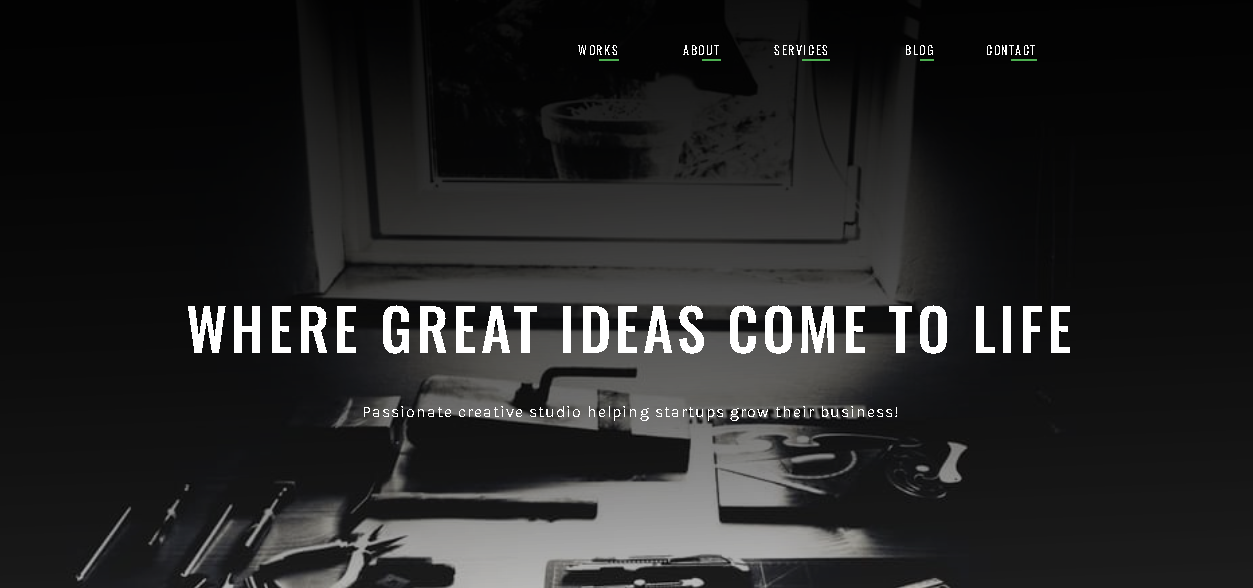 WORKS ABOUT SERVICES BLOG CONTACT
WHERE GREAT IDEAS COME TO LIFE
Passionate creative studio helping startups grow their business!